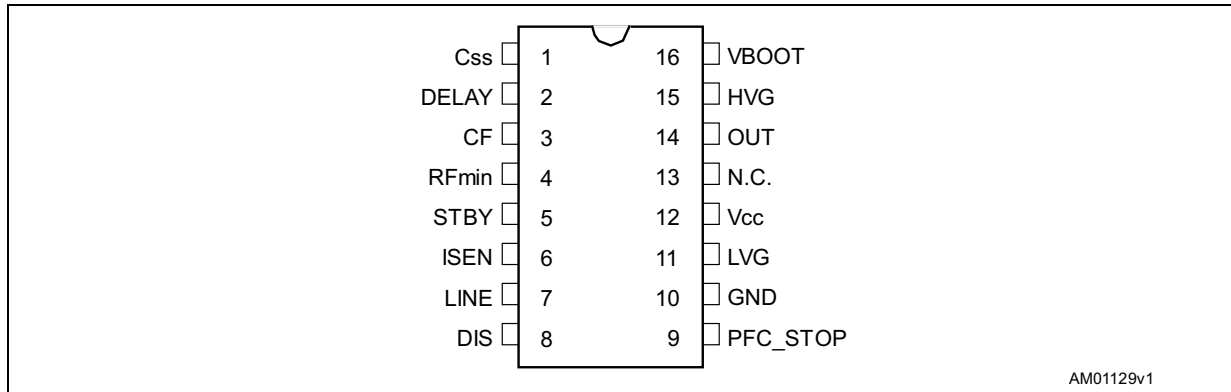 Css 1 16 VBOOT
DELAY 2 15 HVG
CF 3 14 OUT
RFmin 4 13 N.C.
STBY 5 12 Vcc
ISEN 6 11 LVG
LINE 7 10 GND
DIS 8 9 PFC_STOP
AM01129v1